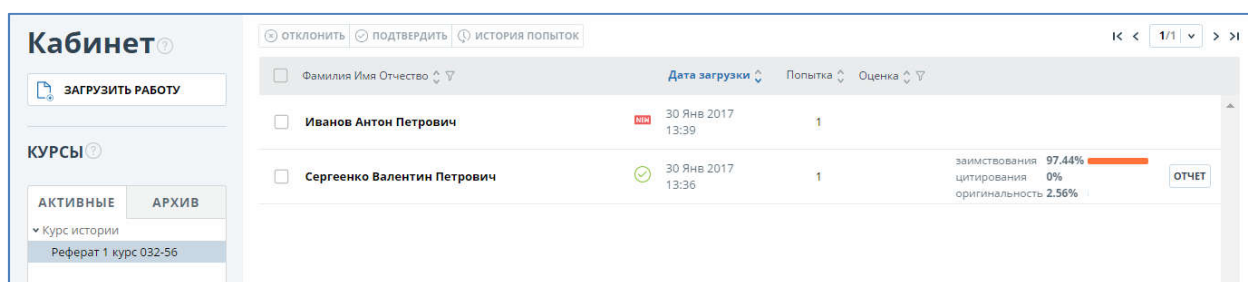 Кабинет
ЗАГРУЗИТЬ РАБОТУ
КУРСЫ
АКТИВНЫЕ АРХИВ
Курс истории
Реферат 1 курс 032-56
ОТКЛОНИТЬ ПОДТВЕРДИТЬ ИСТОРИЯ ПОПЫТОК
1/1
Фамилия Имя Отчество Дата загрузки Попытка Оценка
Иванов Антон Петрович NEW 30 Янв 2017 1
13:39
Сергеенко Валентин Петрович 30 Янв 2017 1
13:36
заимствования 97.44%
цитирования 0% ОТЧЕТ
оригинальность 2.56%